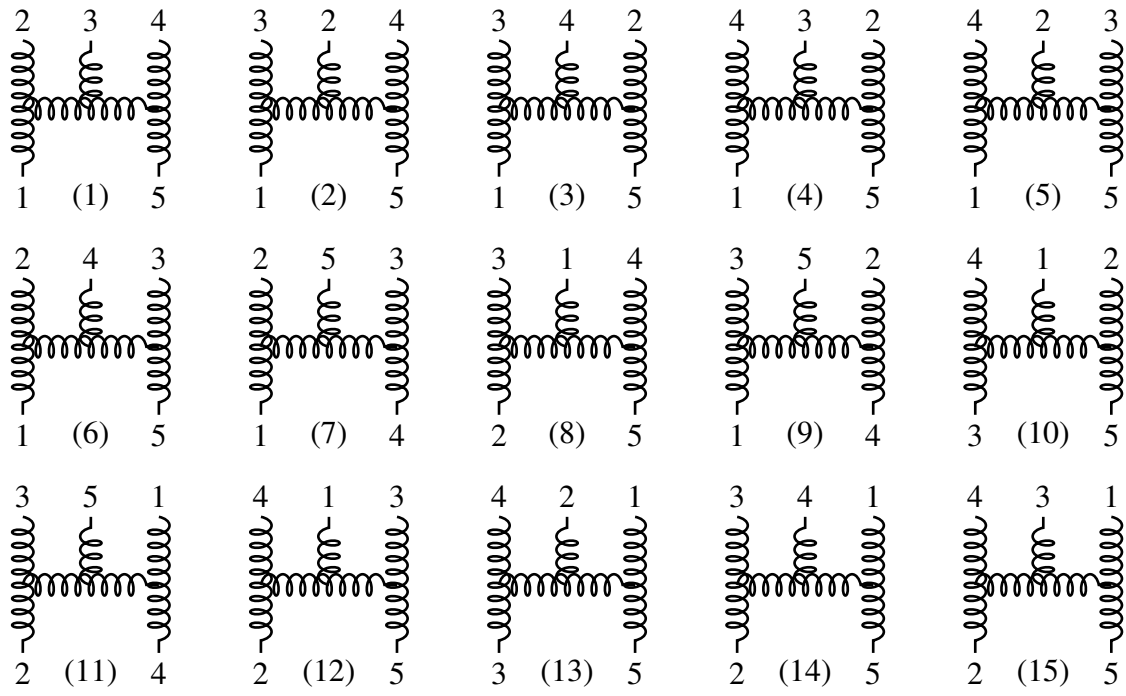 2 3 4 3 2 4 3 4 2 4 3 2 4 2 3
1 (1) 5 1 (2) 5 1 (3) 5 1 (4) 5 1 (5) 5
2 4 3 2 5 3 3 1 4 3 5 2 4 1 2
1 (6) 5 1 (7) 4 2 (8) 5 1 (9) 4 3 (10) 5
3 5 1 4 1 3 4 2 1 3 4 1 4 3 1
2 (11) 4 2 (12) 5 3 (13) 5 2 (14) 5 2 (15) 5